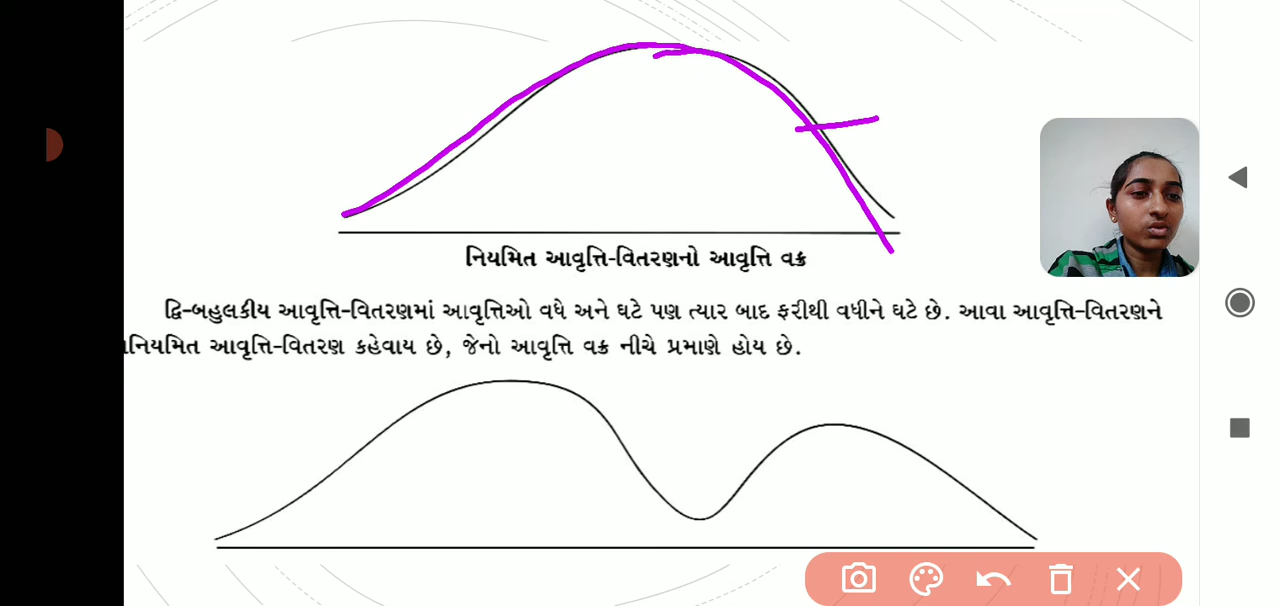 નિયમિત આવૃત્તિ-વિતરણનો આવૃત્તિ વક્ર
દ્વિ-બહુલકીય આવૃત્તિ-વિતરણમાં આવૃત્તિઓ વધે અને ઘટે પણ ત્યાર બાદ ફરીથી વધીને ઘટે છે. આવા આવૃત્તિ-વિતરણને
નિયમિત આવૃત્તિ-વિતરણ કહેવાય છે, જેનો આવૃત્તિ વક્ર નીચે પ્રમાણે હોય છે.